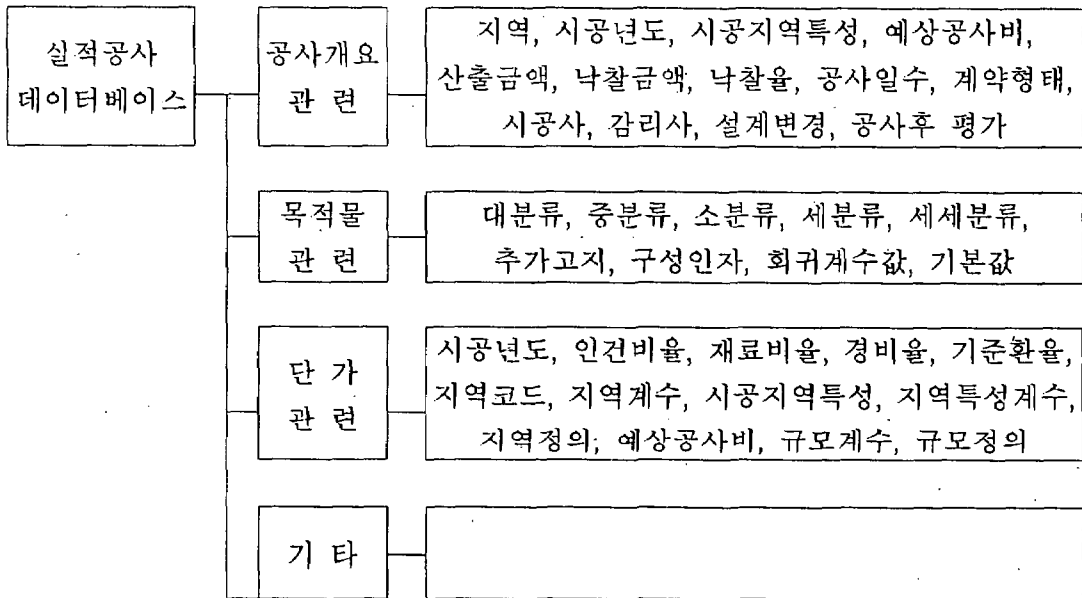 실적공사
데이터베이스
공사개요
관 련
지역, 시공년도, 시공지역특성, 예상공사비,
산출금액, 낙찰금액, 낙찰율, 공사일수, 계약형태,
시공사, 감리사, 설계변경, 공사후 평가
목적물
관 련
대분류, 중분류, 소분류, 세분류, 세세분류,
추가고지, 구성인자, 회귀계수값, 기본값
단 가
관 련
시공년도, 인건비율, 재료비율, 경비율, 기준환율,
지역코드, 지역계수, 시공지역특성, 지역특성계수,
지역정의, 예상공사비, 규모계수, 규모정의
기 타